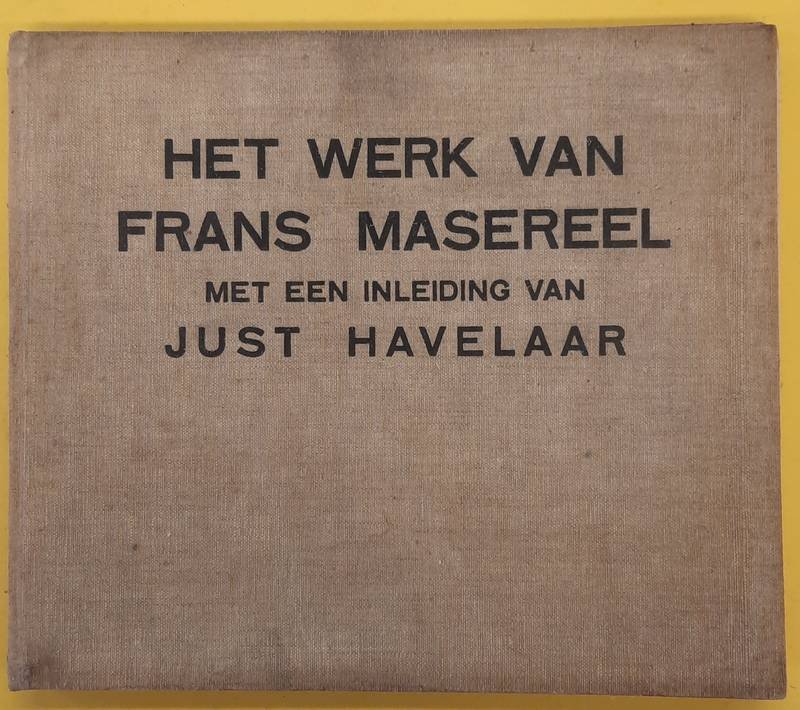 HET WERK VAN
FRANS MASEREEL
MET EEN INLEIDING VAN
JUST HAVELAAR